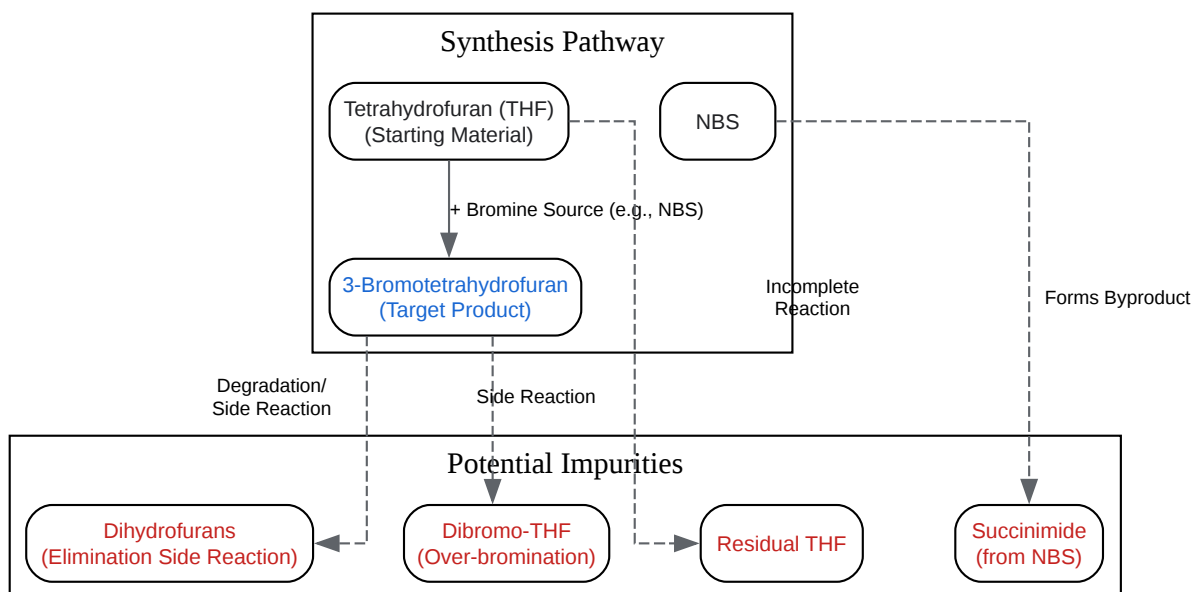 Synthesis Pathway
Tetrahydrofuran (THF)
(Starting Material)
NBS
+ Bromine Source (e.g., NBS)
3-Bromotetrahydrofuran
(Target Product)
Incomplete
Reaction
Forms Byproduct
Degradation/
Side Reaction
Side Reaction
Potential Impurities
Dihydrofurans
(Elimination Side Reaction)
Dibromo-THF
(Over-bromination)
Residual THF
Succinimide
(from NBS)